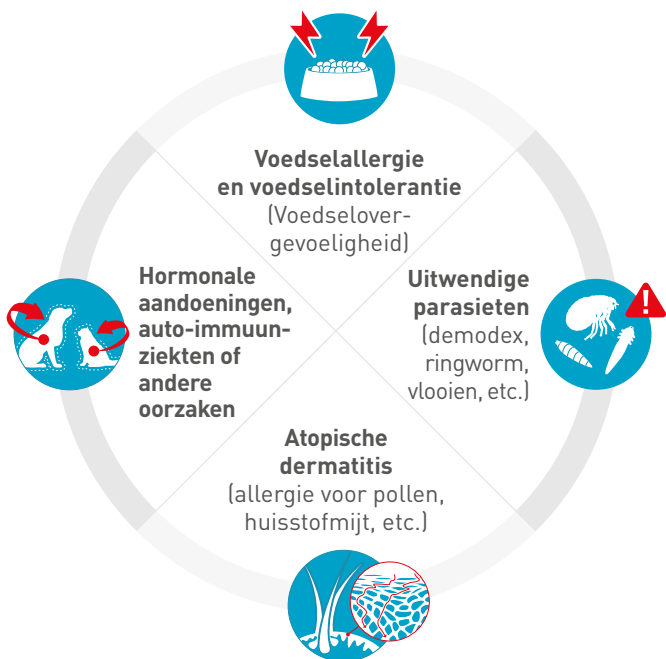 Voedselallergie
en voedselintolerantie
(Voedselover-
gevoeligheid)
Hormonale
aandoeningen,
auto-immuun-
ziekten of
andere
oorzaken
Uitwendige
parasieten
(demodex,
ringworm,
vlooien, etc.)
Atopische
dermatitis
(allergie voor pollen,
huisstofmijt, etc.)